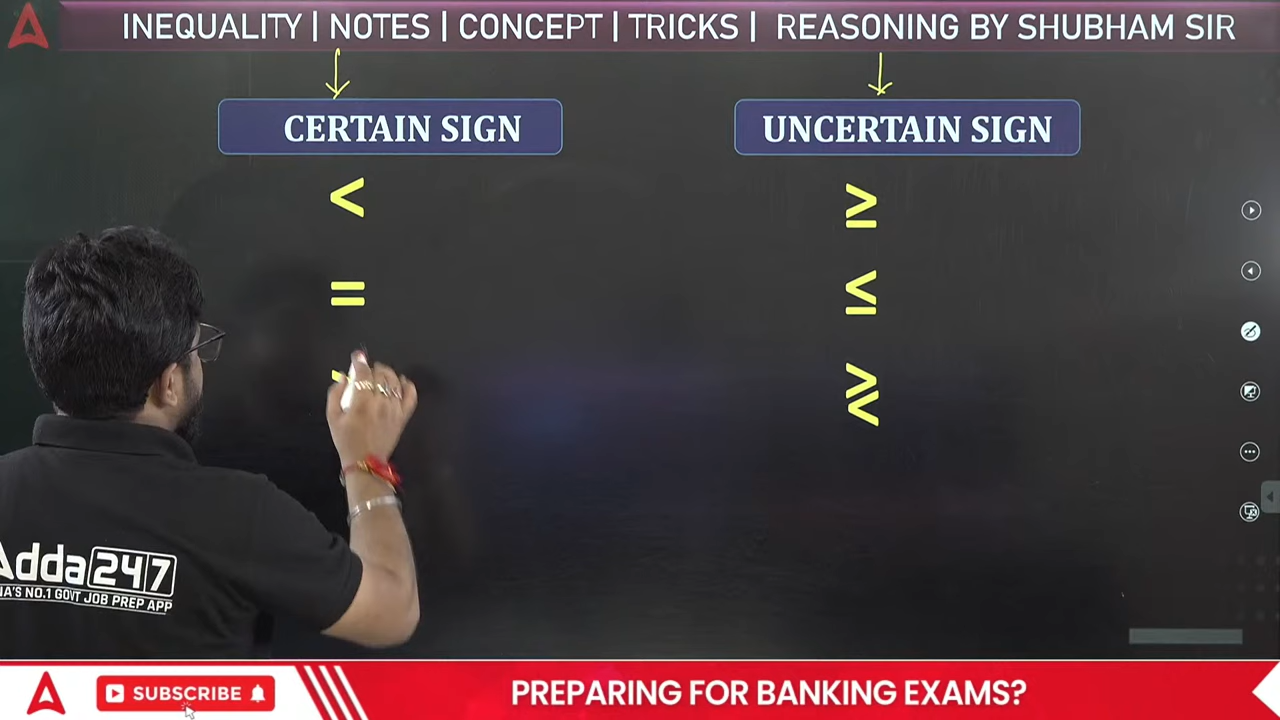 INEQUALITY | NOTES | CONCEPT | TRICKS | REASONING BY SHUBHAM SIR
CERTAIN SIGN
UNCERTAIN SIGN
<
≥
=
≤
≷
Adda247
A'S NO.1 GOVT JOB PREP APP
SUBSCRIBE
PREPARING FOR BANKING EXAMS?